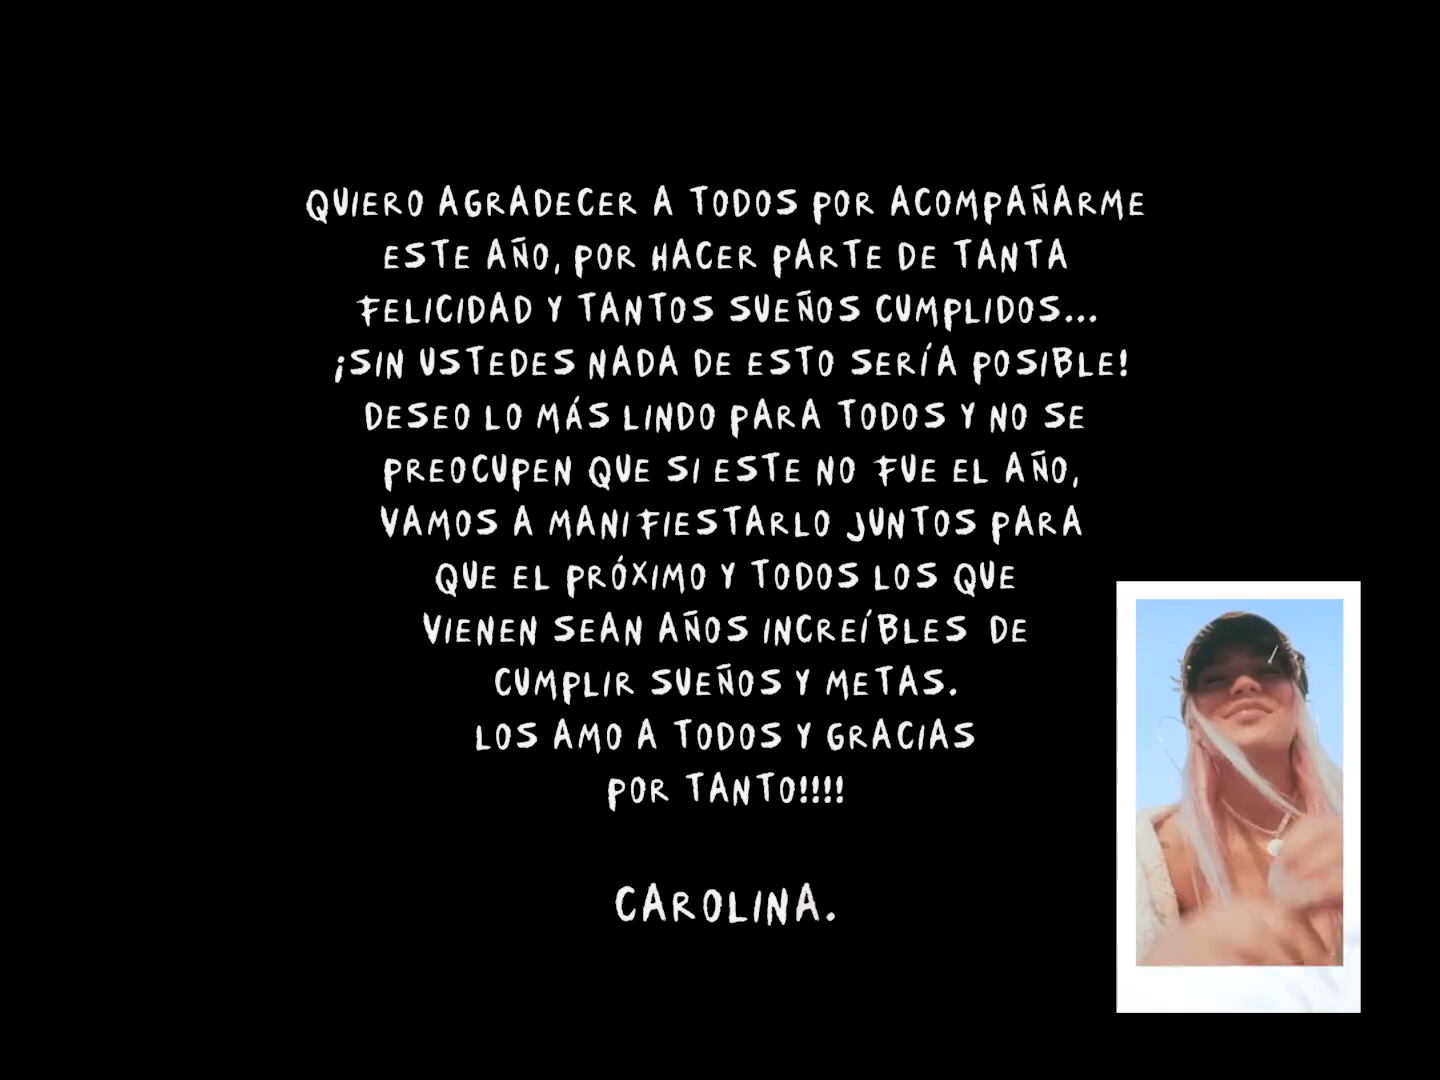 QUIERO AGRADECER A TODOS POR ACOMPAÑARME
ESTE AÑO, POR HACER PARTE DE TANTA
FELICIDAD Y TANTOS SUEÑOS CUMPLIDOS...
¡SIN USTEDES NADA DE ESTO SERÍA POSIBLE!
DESEO LO MÁS LINDO PARA TODOS Y NO SE
PREOCUPEN QUE SI ESTE NO FUE EL AÑO,
VAMOS A MANIFIESTARLO JUNTOS PARA
QUE EL PRÓXIMO Y TODOS LOS QUE
VIENEN SEAN AÑOS INCREÍBLES DE
CUMPLIR SUEÑOS Y METAS.
LOS AMO A TODOS Y GRACIAS
POR TANTO!!!!
CAROLINA.